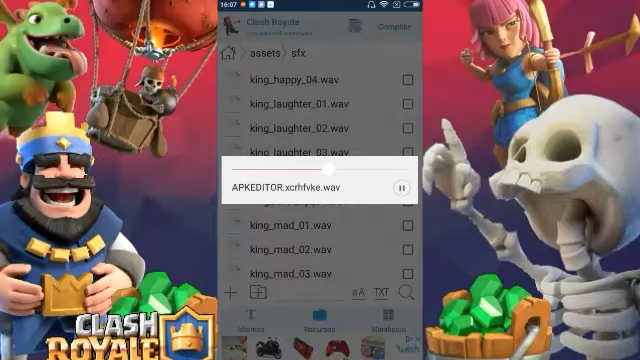 16:07
Clash Royale
Compilar
assets
sfx
king_happy_04.wav
king_laughter_01.wav
king_laughter_02.wav
king_laughter_03.wav
APKEDITOR.xcrhfvke.wav
king_mad_01.wav
king_mad_02.wav
king_mad_03.wav
aA TXT
Idiomas Recursos Manifiesto
wish
CLASH
ROYALE